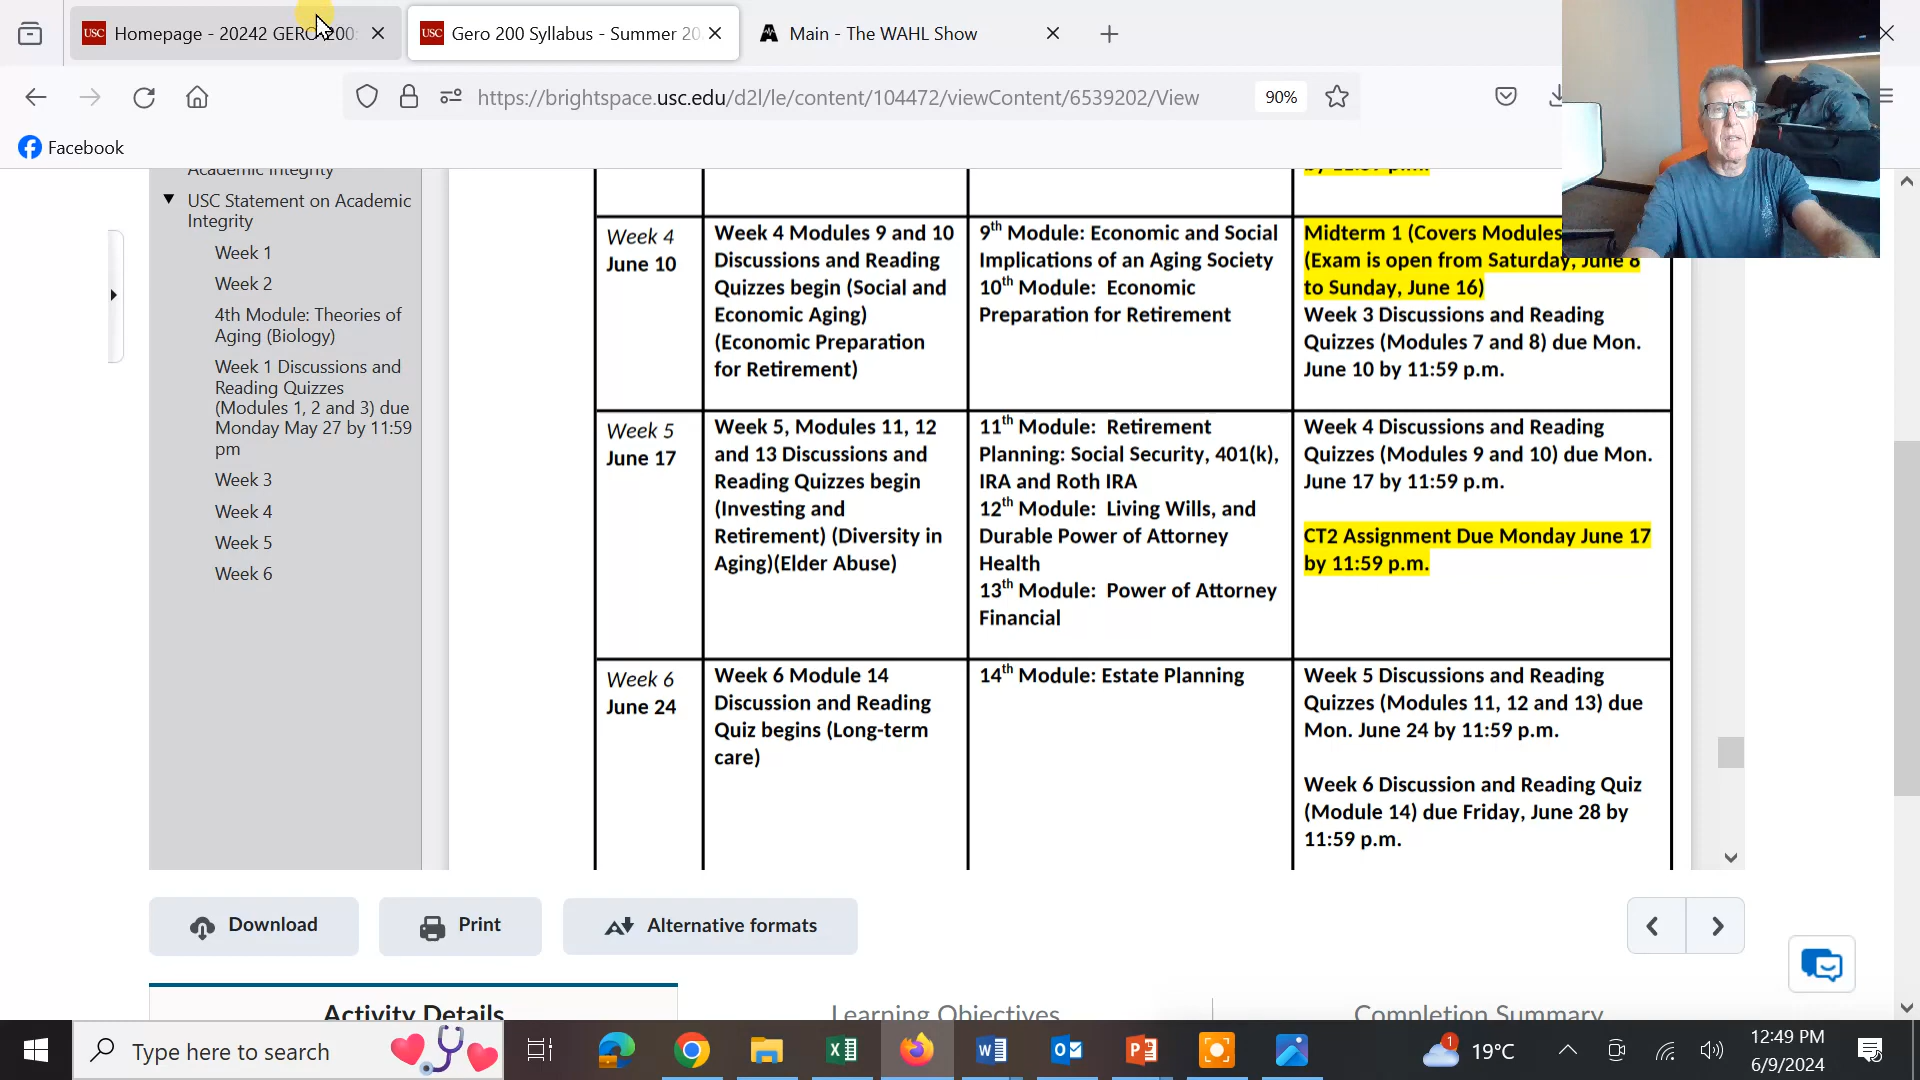 Homepage - 20242 GERO 200
Gero 200 Syllabus - Summer 20
Main - The WAHL Show
https://brightspace.usc.edu/d2l/le/content/104472/viewContent/6539202/View
90%
Facebook
Academic Integrity
USC Statement on Academic
Integrity
Week 1
Week 2
4th Module: Theories of
Aging (Biology)
Week 1 Discussions and
Reading Quizzes
(Modules 1, 2 and 3) due
Monday May 27 by 11:59
pm
Week 3
Week 4
Week 5
Week 6
by 11:59 p.m.
Week 4
June 10
Week 4 Modules 9 and 10
Discussions and Reading
Quizzes begin (Social and
Economic Aging)
(Economic Preparation
for Retirement)
9th Module: Economic and Social
Implications of an Aging Society
10th Module: Economic
Preparation for Retirement
Midterm 1 (Covers Modules
(Exam is open from Saturday, June 8
to Sunday, June 16)
Week 3 Discussions and Reading
Quizzes (Modules 7 and 8) due Mon.
June 10 by 11:59 p.m.
Week 5
June 17
Week 5, Modules 11, 12
and 13 Discussions and
Reading Quizzes begin
(Investing and
Retirement) (Diversity in
Aging)(Elder Abuse)
11th Module: Retirement
Planning: Social Security, 401(k),
IRA and Roth IRA
12th Module: Living Wills, and
Durable Power of Attorney
Health
13th Module: Power of Attorney
Financial
Week 4 Discussions and Reading
Quizzes (Modules 9 and 10) due Mon.
June 17 by 11:59 p.m.
CT2 Assignment Due Monday June 17
by 11:59 p.m.
Week 6
June 24
Week 6 Module 14
Discussion and Reading
Quiz begins (Long-term
care)
14th Module: Estate Planning
Week 5 Discussions and Reading
Quizzes (Modules 11, 12 and 13) due
Mon. June 24 by 11:59 p.m.
Week 6 Discussion and Reading Quiz
(Module 14) due Friday, June 28 by
11:59 p.m.
Download
Print
Alternative formats
Activity Details
Learning Objectives
Completion Summary
Type here to search
1
19°C
12:49 PM
6/9/2024